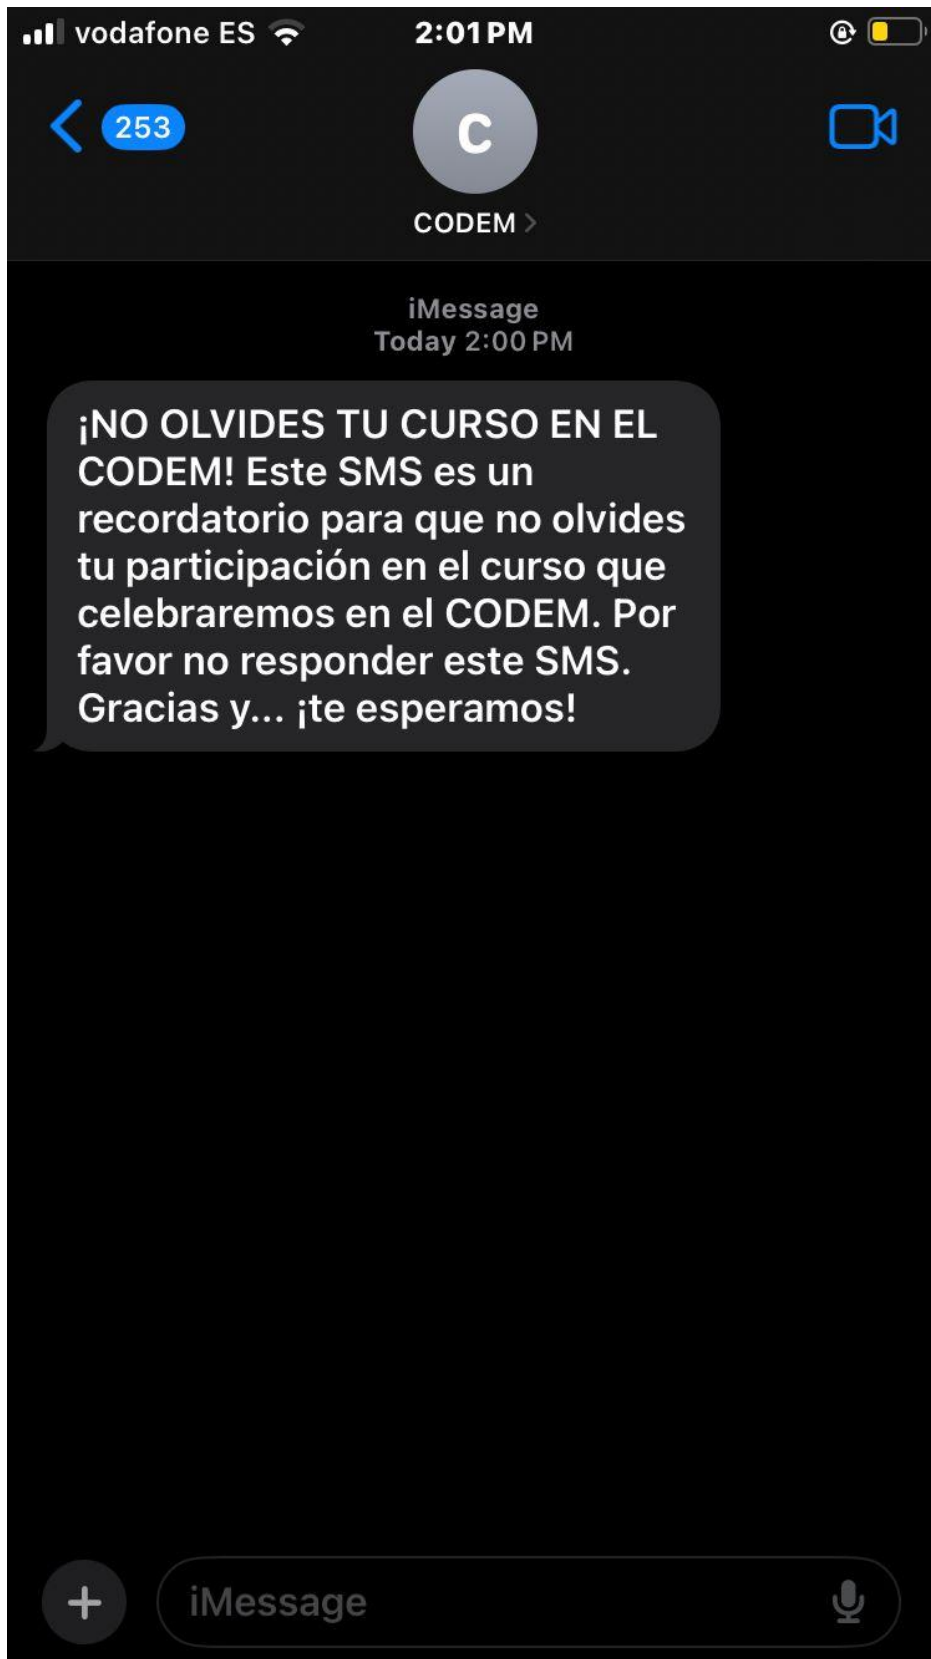 vodafone ES
2:01 PM
253
C
CODEM
iMessage
Today 2:00 PM
¡NO OLVIDES TU CURSO EN EL
CODEM! Este SMS es un
recordatorio para que no olvides
tu participación en el curso que
celebraremos en el CODEM. Por
favor no responder este SMS.
Gracias y... ¡te esperamos!
iMessage